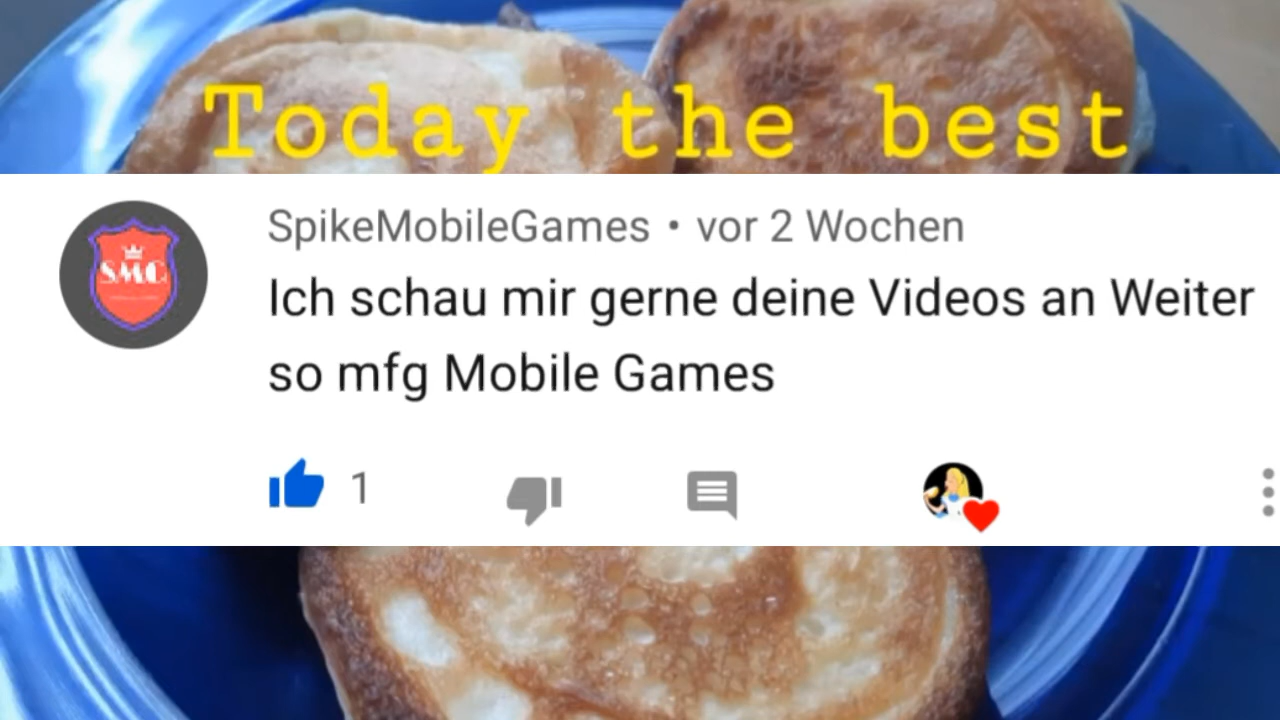 Today the best
SMG
SpikeMobileGames • vor 2 Wochen
Ich schau mir gerne deine Videos an Weiter
so mfg Mobile Games
1